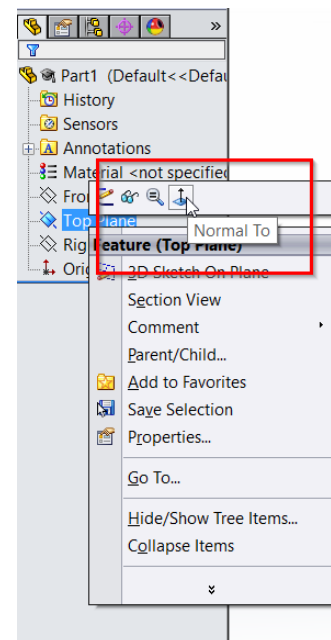 »
Part1 (Default<<Defau
History
Sensors
Annotations
Material <not specified
Fro
Top Plane
Normal To
Rig
Feature (Top Plane)
Orig
3D Sketch On Plane
Section View
Comment
Parent/Child...
Add to Favorites
Save Selection
Properties...
Go To...
Hide/Show Tree Items...
Collapse Items